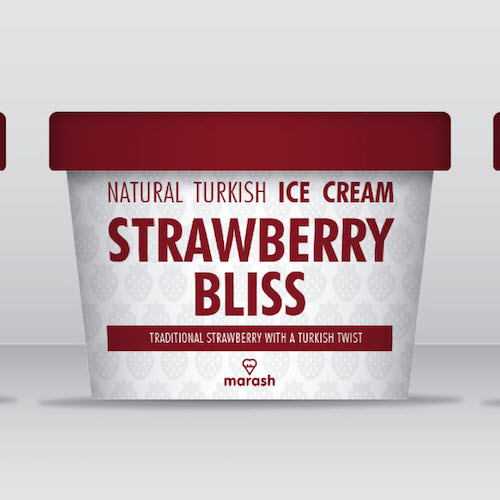 NATURAL TURKISH ICE CREAM
STRAWBERRY
BLISS
TRADITIONAL STRAWBERRY WITH A TURKISH TWIST
marash